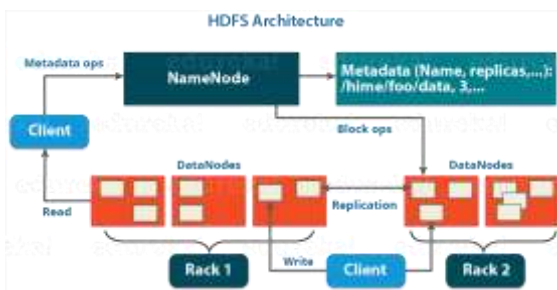 HDFS Architecture
Metadata ops
NameNode
Metadata (Name, replicas,...):
/hime/foo/data, 3,...
Client
Block ops
DataNodes
DataNodes
Read
Replication
Rack 1
Write
Client
Rack 2